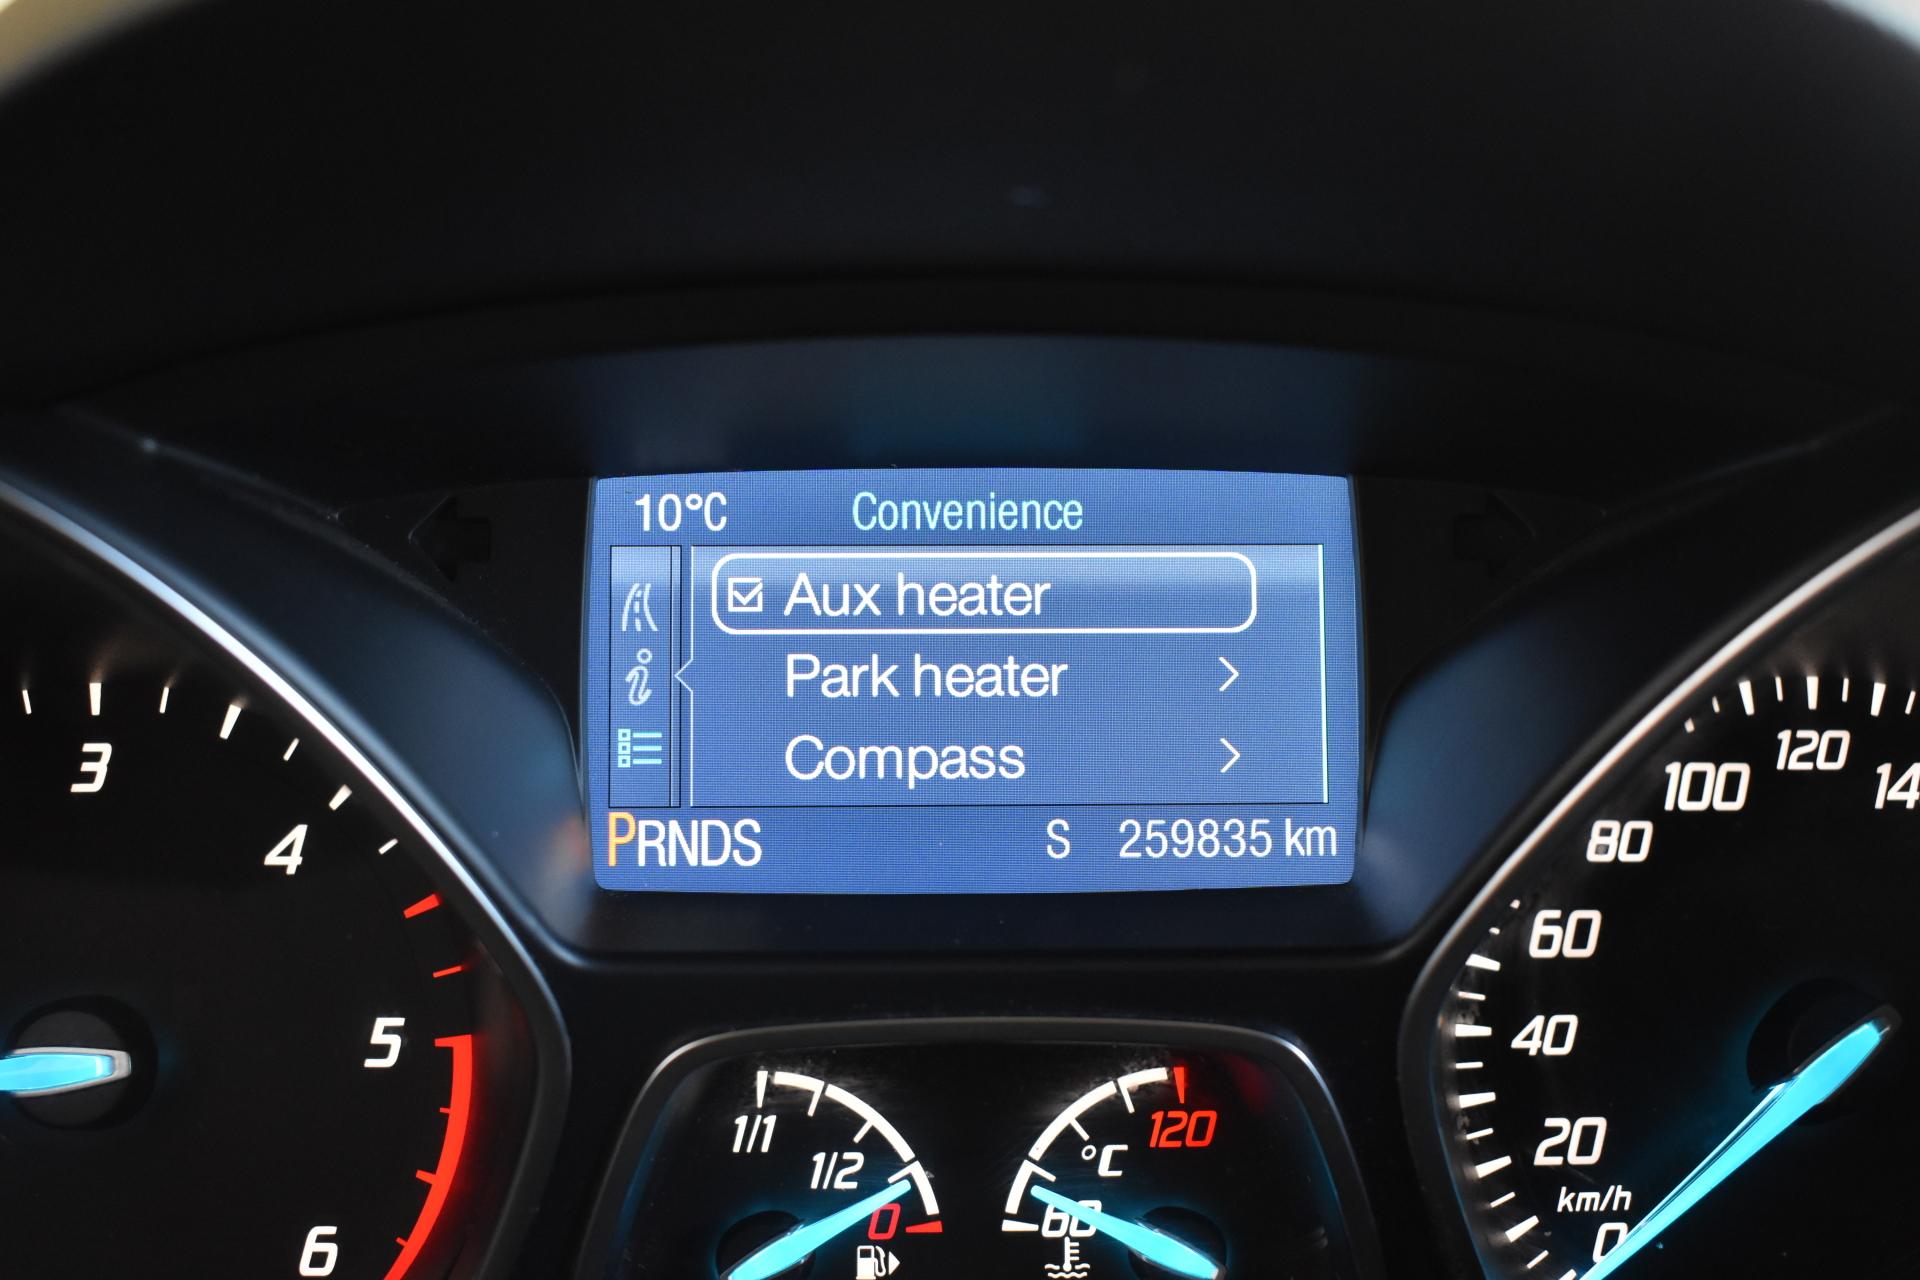 10°C Convenience
Aux heater
Park heater
Compass
PRNDS S 259835 km
3
4
5
6
1/1
1/2
0
°C
120
60
120
100
80
60
40
20
km/h
0